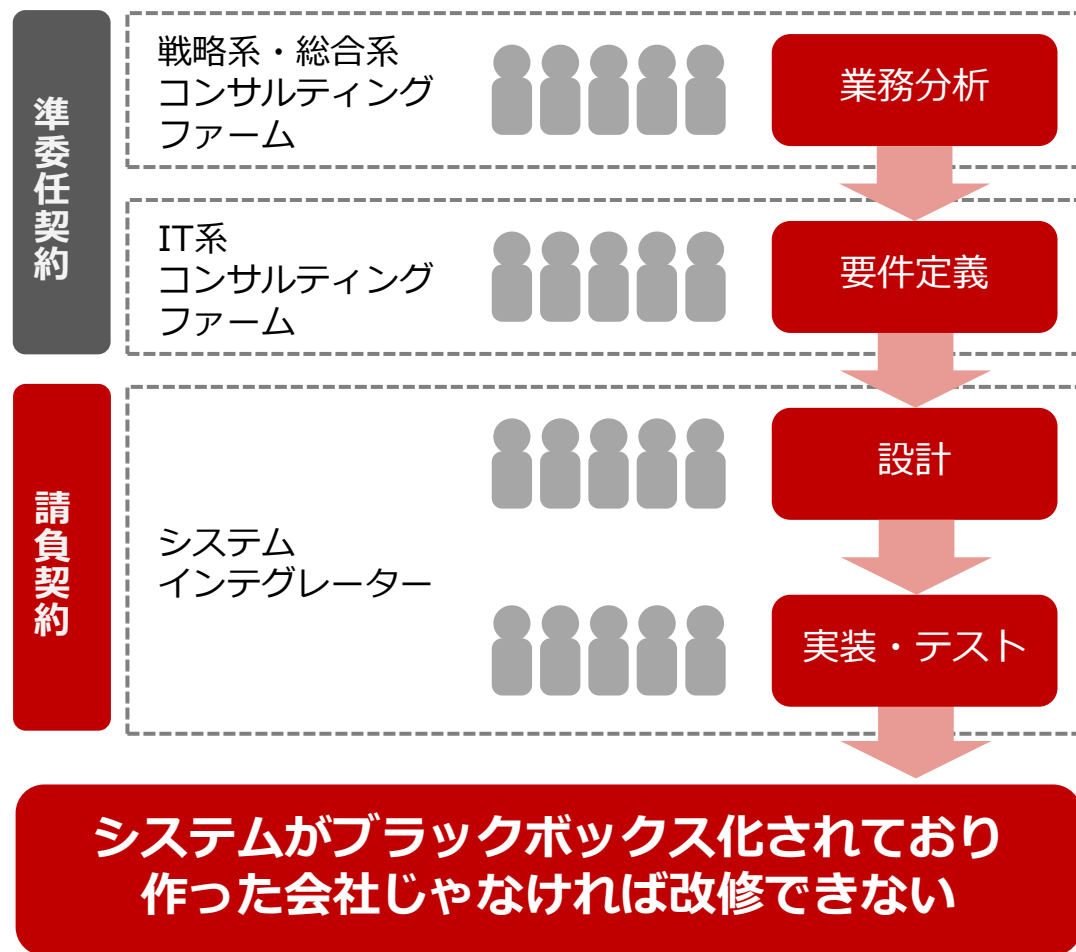 準委任契約
戦略系・総合系
コンサルティング
ファーム
業務分析
IT系
コンサルティング
ファーム
要件定義
請負契約
システム
インテグレーター
設計
実装・テスト
システムがブラックボックス化されており
作った会社じゃなければ改修できない